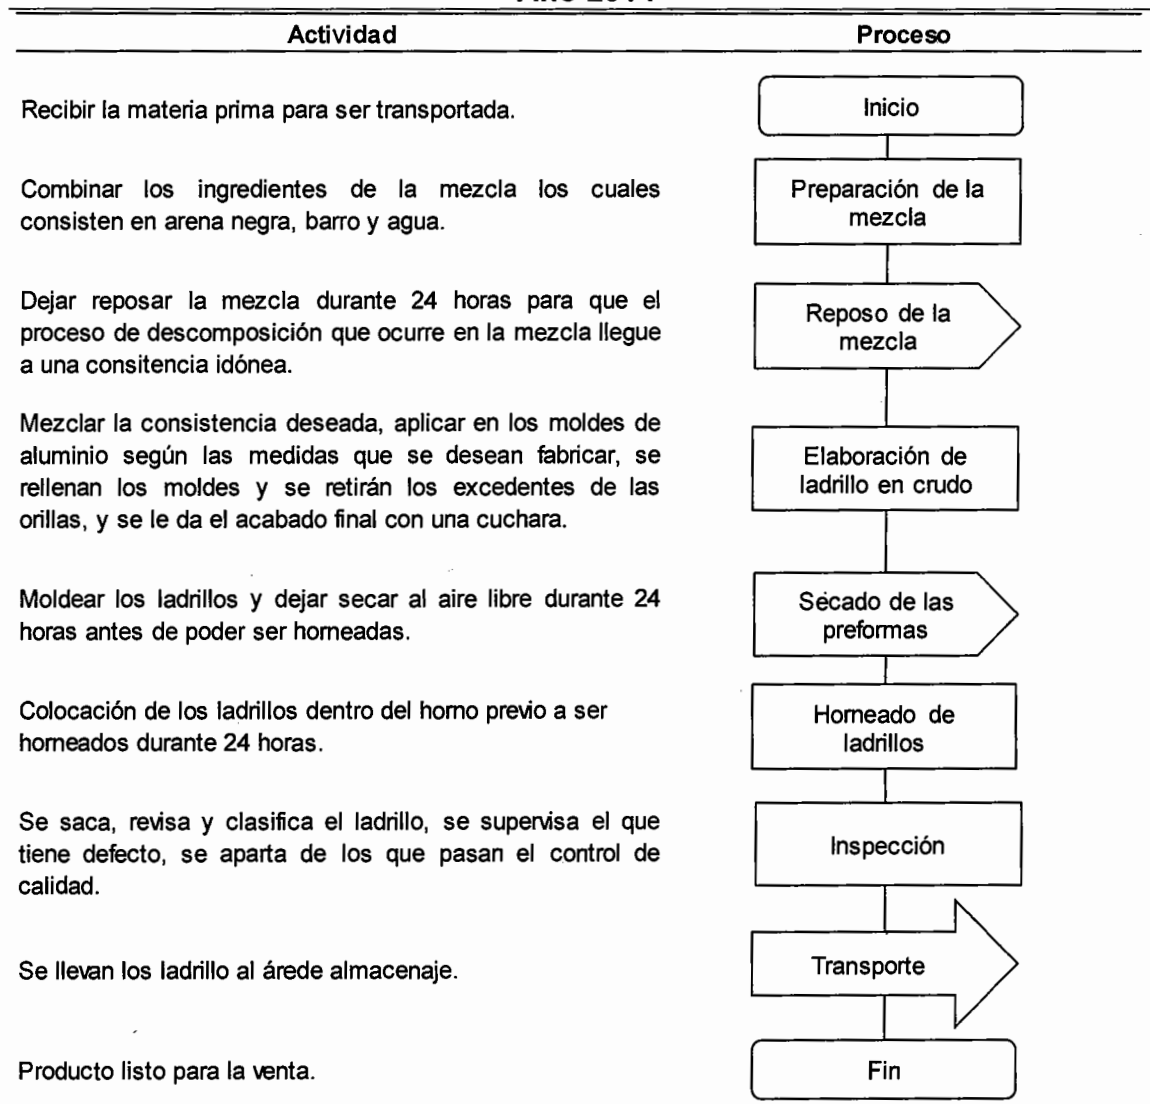 Actividad
Proceso
Recibir la materia prima para ser transportada.
Inicio
Combinar los ingredientes de la mezcla los cuales
consisten en arena negra, barro y agua.
Preparación de la
mezcla
Dejar reposar la mezcla durante 24 horas para que el
proceso de descomposición que ocurre en la mezcla llegue
a una consitencia idónea.
Reposo de la
mezcla
Mezclar la consistencia deseada, aplicar en los moldes de
aluminio según las medidas que se desean fabricar, se
rellenan los moldes y se retirán los excedentes de las
orillas, y se le da el acabado final con una cuchara.
Elaboración de
ladrillo en crudo
Moldear los ladrillos y dejar secar al aire libre durante 24
horas antes de poder ser horneadas.
Sécado de las
preformas
Colocación de los ladrillos dentro del horno previo a ser
horneados durante 24 horas.
Horneado de
ladrillos
Se saca, revisa y clasifica el ladrillo, se supervisa el que
tiene defecto, se aparta de los que pasan el control de
calidad.
Inspección
Se llevan los ladrillo al árede almacenaje.
Transporte
Producto listo para la venta.
Fin